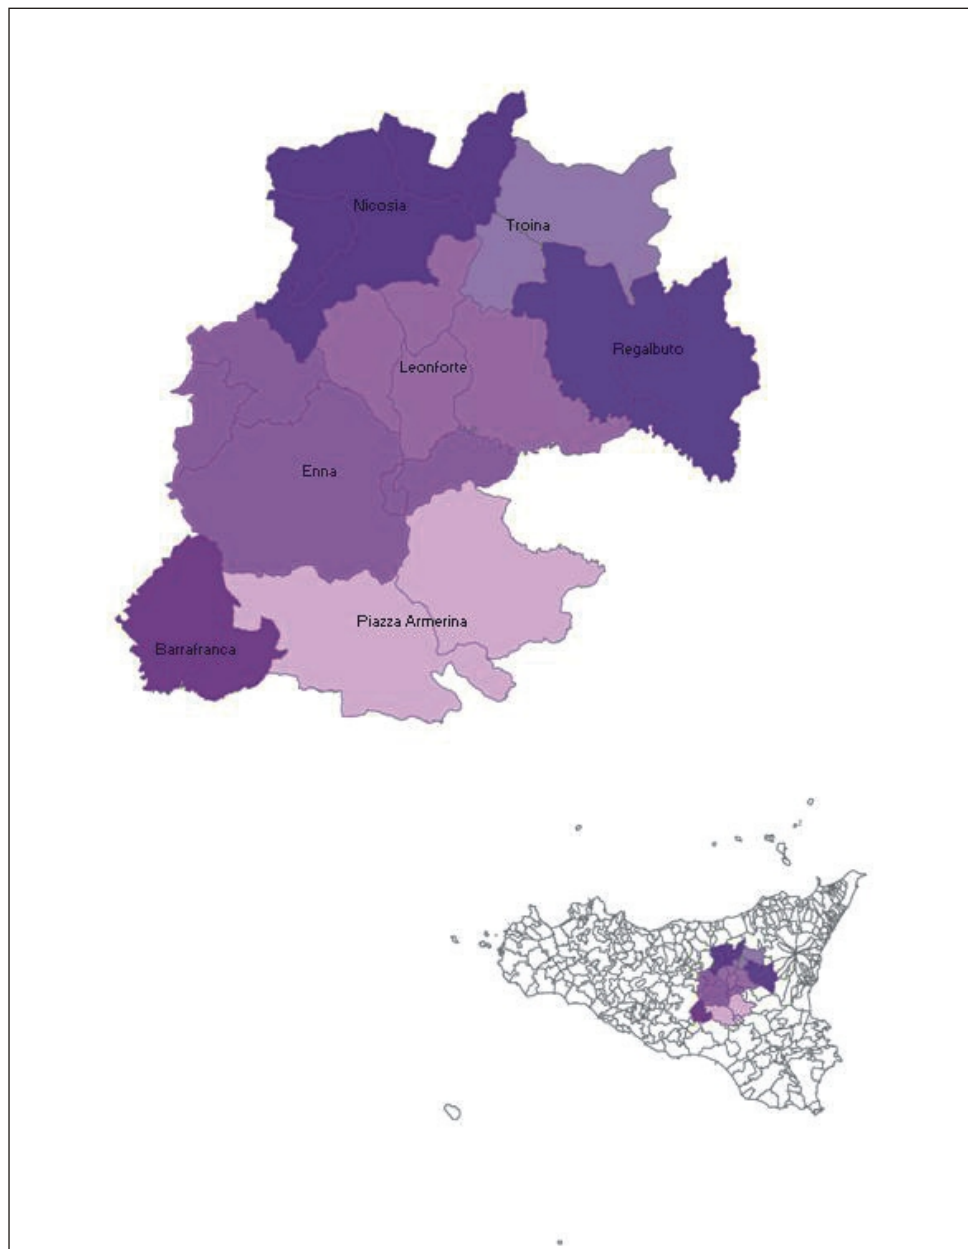 Nicosia
Troina
Regalbuto
Leonforte
Enna
Piazza Armerina
Barrafranca